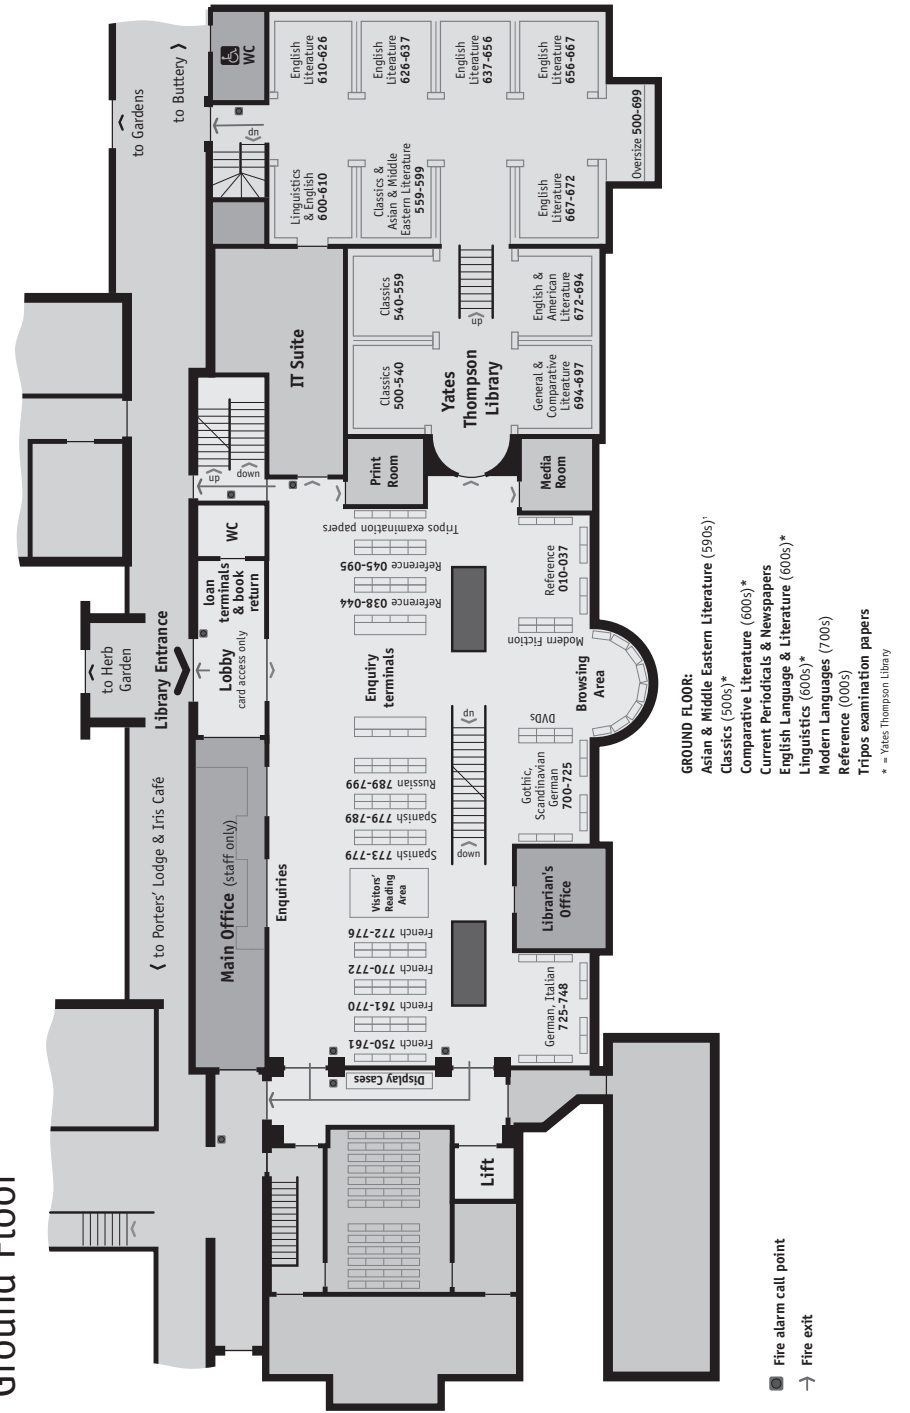 Ground Floor
to Gardens
to Buttery
WC
up
English
Literature
610-626
English
Literature
626-637
English
Literature
637-656
English
Literature
656-667
Linguistics
& English
600-610
Classics &
Asian & Middle
Eastern Literature
559-599
English
Literature
667-672
Oversize 500-699
Classics
540-559
Classics
500-540
up
Yates
Thompson
Library
English &
American
Literature
672-694
General &
Comparative
Literature
694-697
IT Suite
up
down
Print
Room
Media
Room
WC
loan
terminals
& book
return
Lobby
card access only
Library Entrance
to Herb
Garden
to Porters' Lodge & Iris Café
Main Office (staff only)
Enquiries
Tripos examination papers
Reference 045-095
Reference 038-044
Enquiry
terminals
Russian 789-799
Spanish 779-789
Spanish 773-779
Visitors'
Reading
Area
French 772-776
French 770-772
French 761-770
French 750-761
Display Cases
Reference
010-037
Modern Fiction
Browsing
Area
DVDs
up
down
Gothic,
Scandinavian
German
700-725
Librarian's
Office
German, Italian
725-748
Lift
GROUND FLOOR:
Asian & Middle Eastern Literature (590s)*
Classics (500s)*
Comparative Literature (600s)*
Current Periodicals & Newspapers
English Language & Literature (600s)*
Linguistics (600s)*
Modern Languages (700s)
Reference (000s)
Tripos examination papers
* = Yates Thompson Library
Fire alarm call point
Fire exit